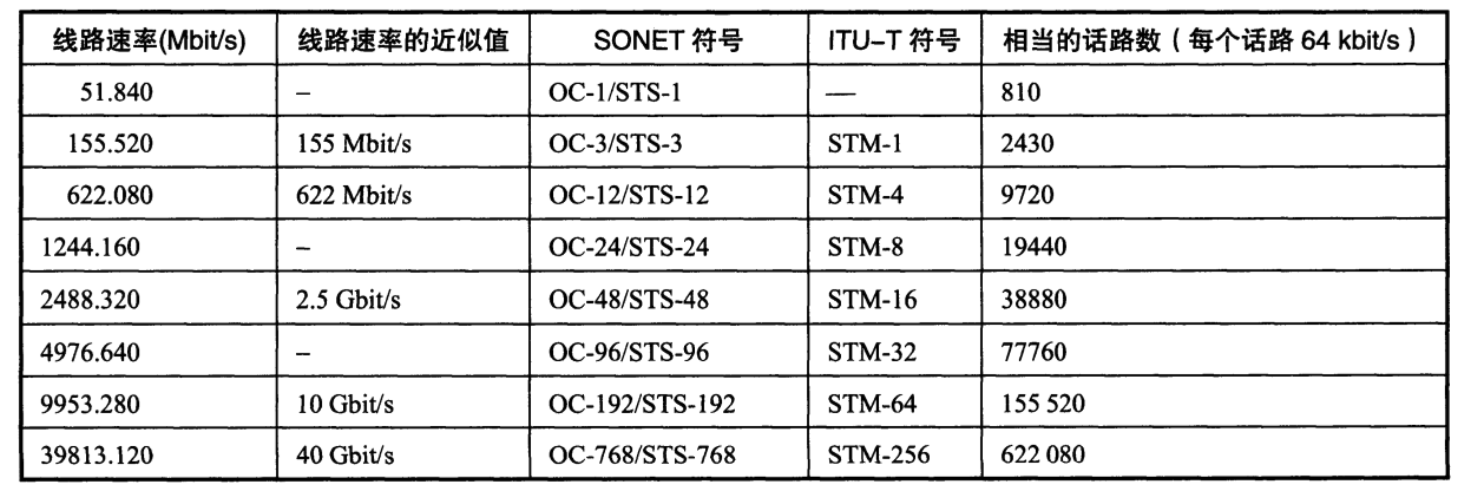 线路速率(Mbit/s) 线路速率的近似值 SONET 符号 ITU–T 符号 相当的话路数（每个话路 64 kbit/s）
51.840 – OC-1/STS-1 — 810
155.520 155 Mbit/s OC-3/STS-3 STM-1 2430
622.080 622 Mbit/s OC-12/STS-12 STM-4 9720
1244.160 – OC-24/STS-24 STM-8 19440
2488.320 2.5 Gbit/s OC-48/STS-48 STM-16 38880
4976.640 – OC-96/STS-96 STM-32 77760
9953.280 10 Gbit/s OC-192/STS-192 STM-64 155 520
39813.120 40 Gbit/s OC-768/STS-768 STM-256 622 080